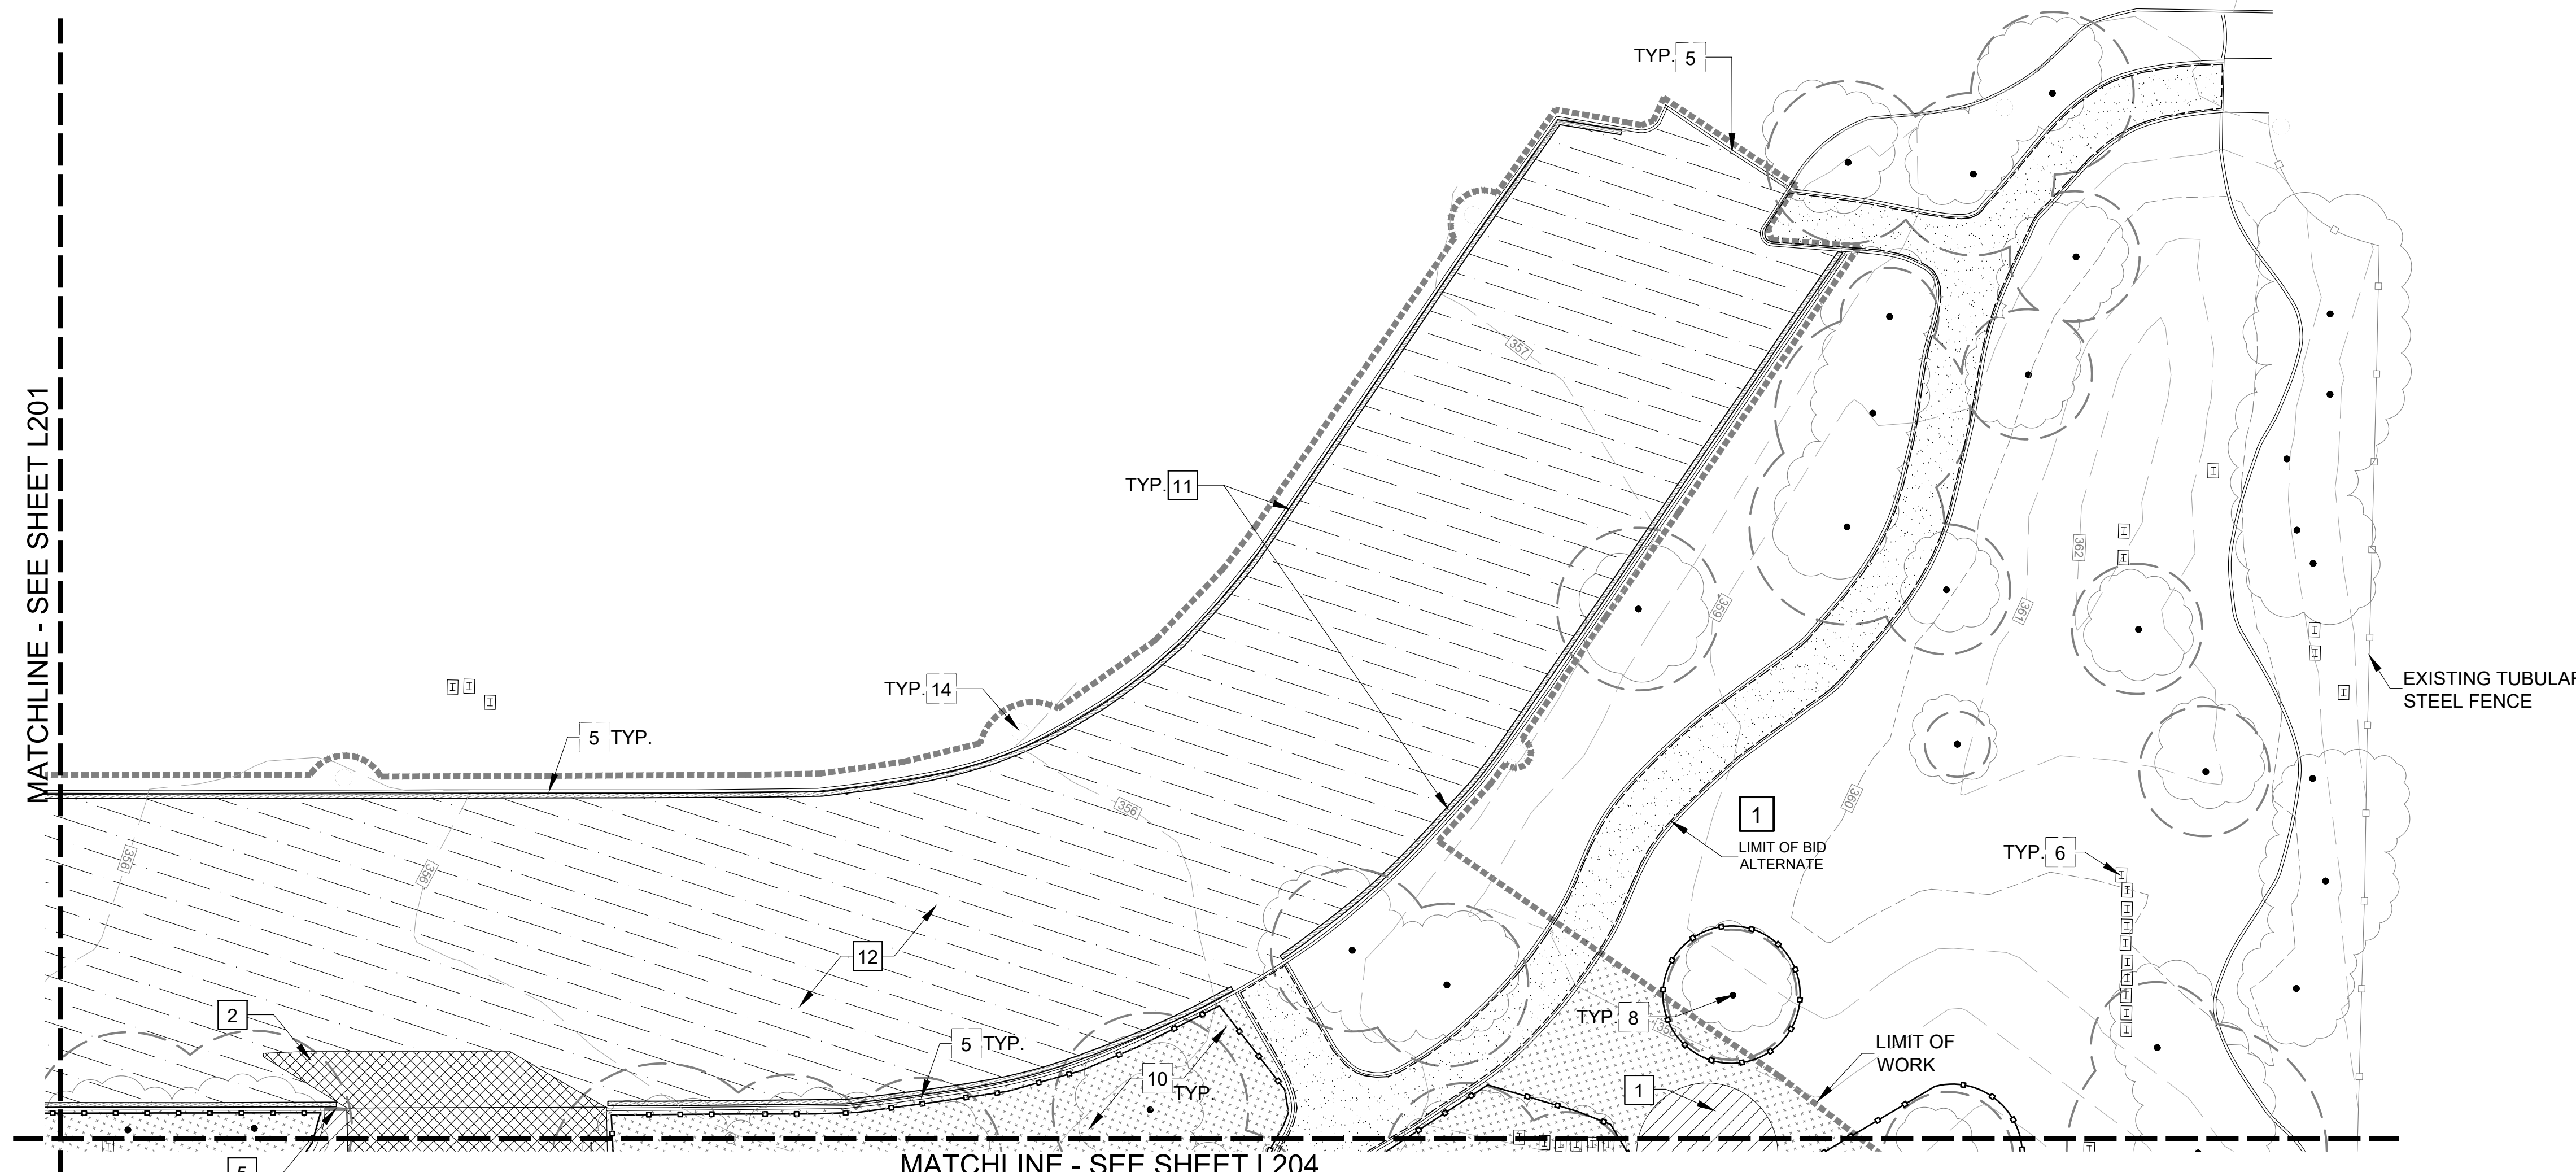 TYP. 5
MATCHLINE - SEE SHEET L201
357
TYP. 11
362
359
361
EXISTING TUBULAR
STEEL FENCE
TYP. 14
5 TYP.
360
1
LIMIT OF BID
ALTERNATE
356
356
356
TYP. 6
12
2
TYP. 8
LIMIT OF
WORK
5 TYP.
10
TYP.
1
5
MATCHLINE - SEE SHEET L204